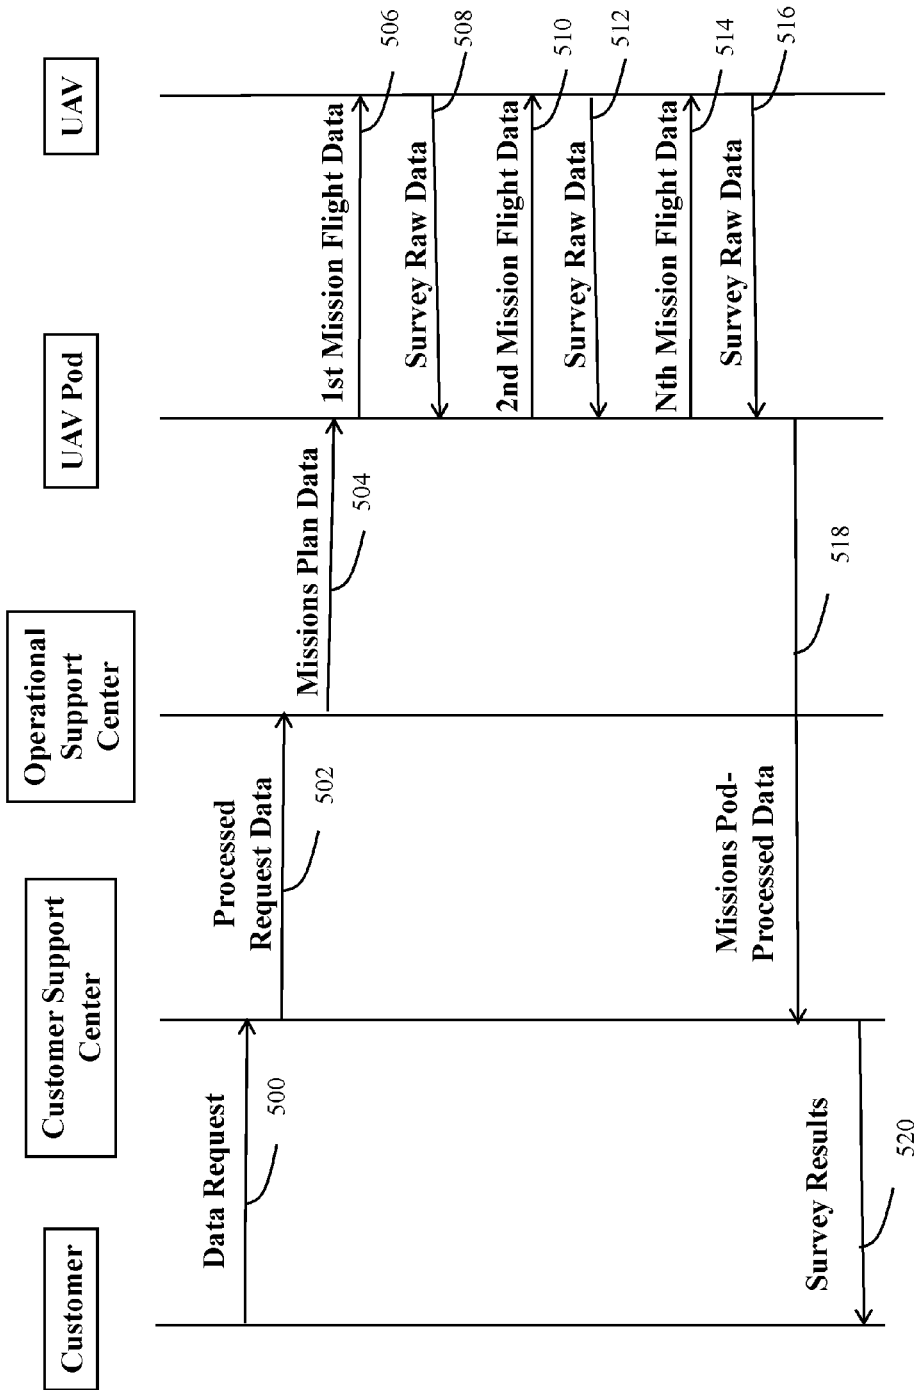 Customer
Customer Support
Center
Operational
Support
Center
UAV Pod
UAV
Data Request
500
Processed
Request Data
502
Missions Plan Data
504
1st Mission Flight Data
506
Survey Raw Data
508
2nd Mission Flight Data
510
Survey Raw Data
512
Nth Mission Flight Data
514
Survey Raw Data
516
Missions Pod-
Processed Data
518
Survey Results
520